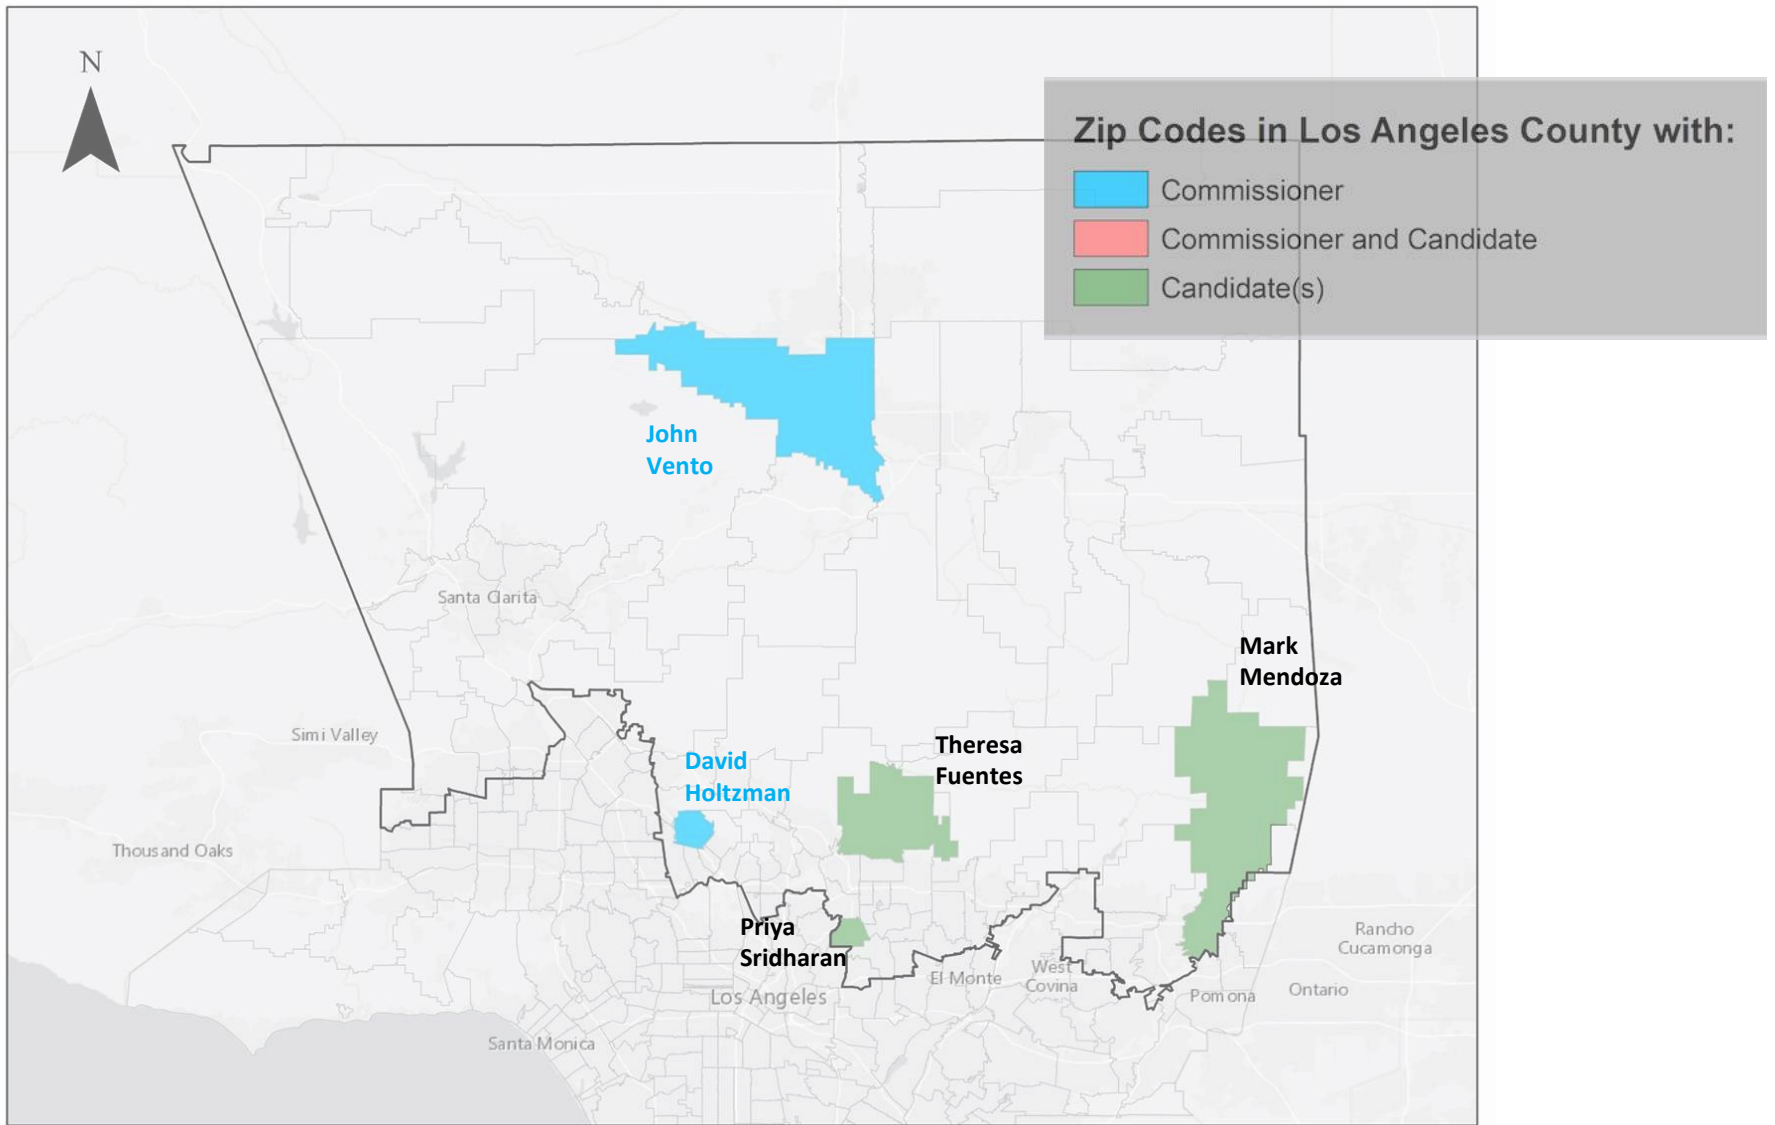 N
Zip Codes in Los Angeles County with:
Commissioner
Commissioner and Candidate
Candidate(s)
John
Vento
Santa Clarita
Mark
Mendoza
Simi Valley
Theresa
Fuentes
David
Holtzman
Thousand Oaks
Priya
Sridharan
Rancho
Cucamonga
El Monte
West
Covina
Los Angeles
Pomona
Ontario
Santa Monica